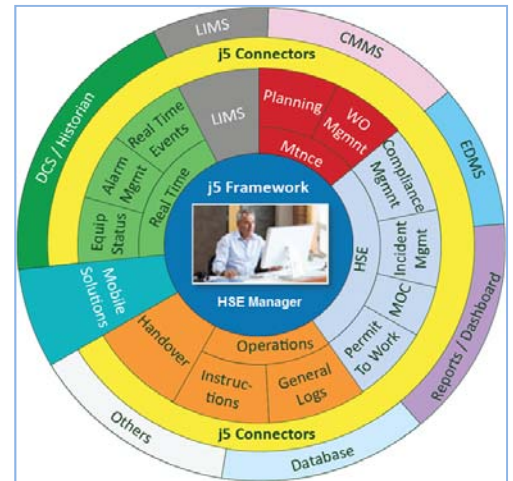 LIMS
CMMS
EDMS
Reports / Dashboard
Database
Others
DCS / Historian
j5 Connectors
LIMS
Planning
WO
Mgmnt
Mtnce
Compliance
Mgmnt
Incident
Mgmt
MOC
Permit
To Work
HSE
Operations
General
Logs
Instruc-
tions
Handover
Mobile
Solutions
Equip
Status
Alarm
Mgmt
Real Time
Events
Real Time
j5 Framework
HSE Manager
j5 Connectors